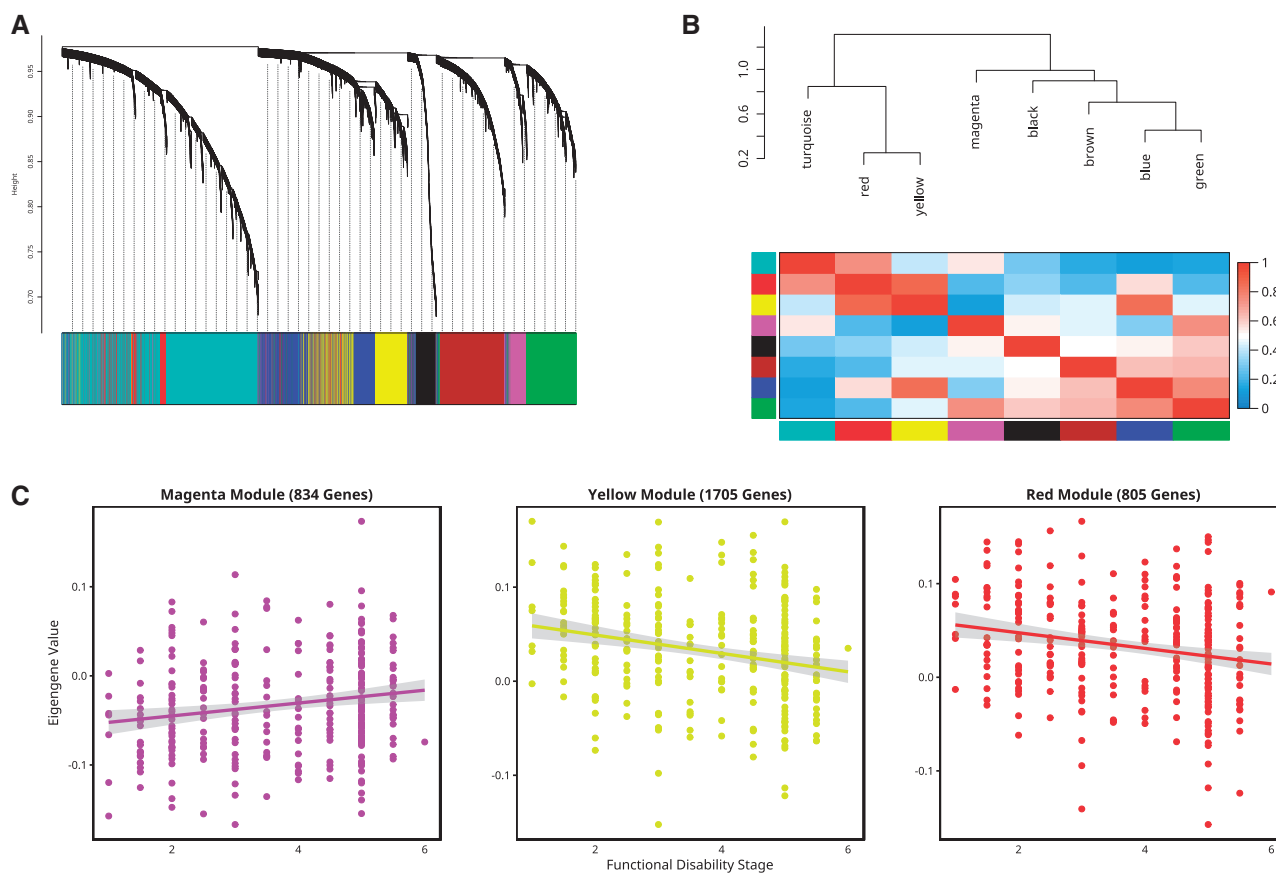 A
B
Height
0.95
0.90
0.85
0.80
0.75
0.70
1.0
0.6
0.2
turquoise
red
yellow
magenta
black
brown
blue
green
1
0.8
0.6
0.4
0.2
0
C
Magenta Module (834 Genes)
Yellow Module (1705 Genes)
Red Module (805 Genes)
Eigengene Value
0.1
0.0
-0.1
2
4
6
0.1
0.0
-0.1
2
4
6
0.1
0.0
-0.1
2
4
6
Functional Disability Stage